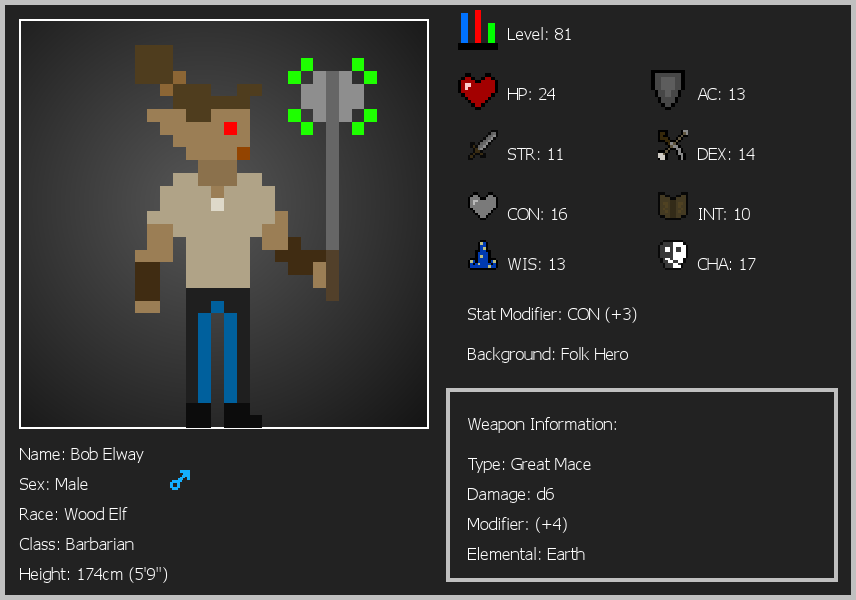 Level: 81
HP: 24
AC: 13
STR: 11
DEX: 14
CON: 16
INT: 10
WIS: 13
CHA: 17
Stat Modifier: CON (+3)
Background: Folk Hero
Weapon Information:
Type: Great Mace
Damage: d6
Modifier: (+4)
Elemental: Earth
Name: Bob Elway
Sex: Male
Race: Wood Elf
Class: Barbarian
Height: 174cm (5'9")